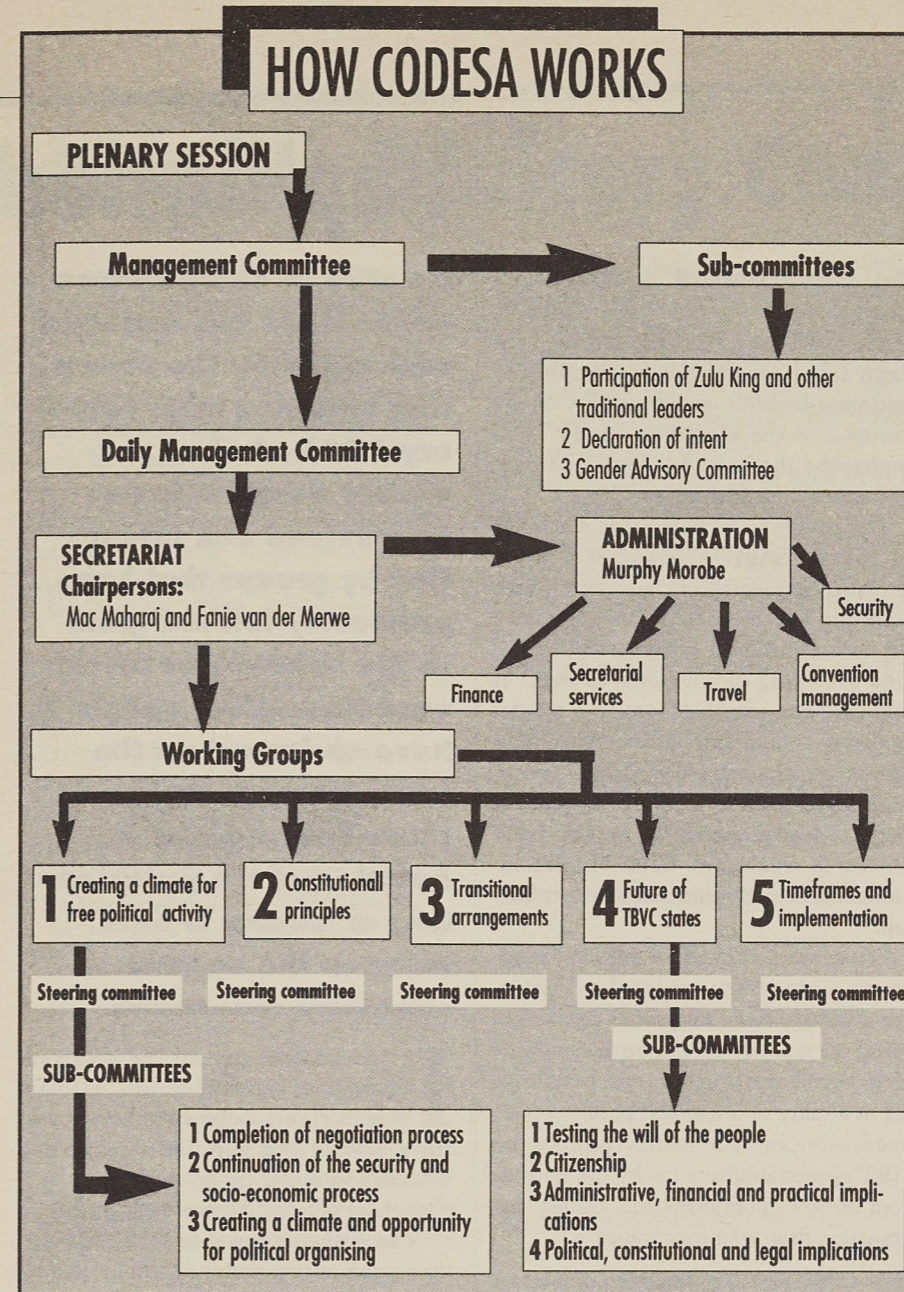 HOW CODESA WORKS
PLENARY SESSION
Management Committee
Sub-committees
1 Participation of Zulu King and other
traditional leaders
2 Declaration of intent
3 Gender Advisory Committee
Daily Management Committee
SECRETARIAT
Chairpersons:
Mac Maharaj and Fanie van der Merwe
ADMINISTRATION
Murphy Morobe
Security
Finance
Secretarial
services
Travel
Convention
management
Working Groups
1 Creating a climate for
free political activity
2 Constitutionall
principles
3 Transitional
arrangements
4 Future of
TBVC states
5 Timeframes and
implementation
Steering committee
Steering committee
Steering committee
Steering committee
Steering committee
SUB-COMMITTEES
SUB-COMMITTEES
1 Completion of negotiation process
2 Continuation of the security and
socio-economic process
3 Creating a climate and opportunity
for political organising
1 Testing the will of the people
2 Citizenship
3 Administrative, financial and practical impli-
cations
4 Political, constitutional and legal implications